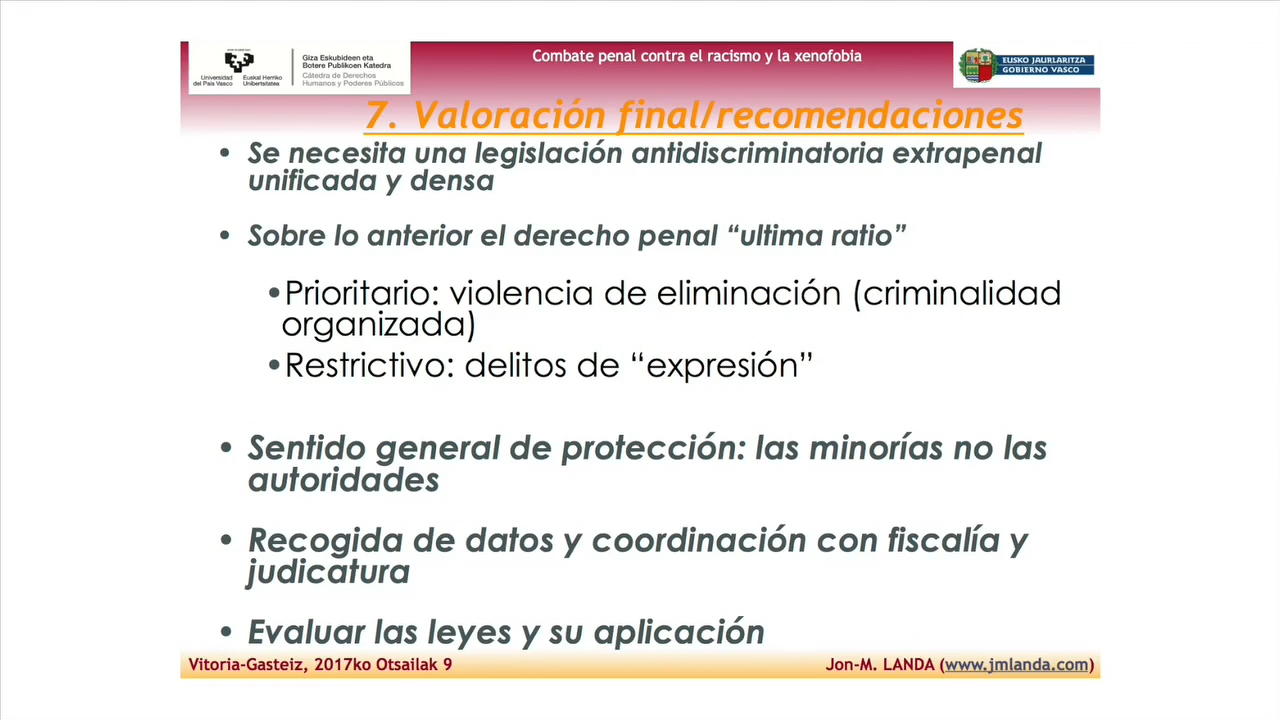 Universidad del País Vasco
Euskal Herriko Unibertsitatea
Giza Eskubideen eta
Botere Publikoen Katedra
Cátedra de Derechos
Humanos y Poderes Públicos
Combate penal contra el racismo y la xenofobia
EUSKO JAURLARITZA
GOBIERNO VASCO
7. Valoración final/recomendaciones
• Se necesita una legislación antidiscriminatoria extrapenal
unificada y densa
• Sobre lo anterior el derecho penal “ultima ratio”
•Prioritario: violencia de eliminación (criminalidad
organizada)
•Restrictivo: delitos de “expresión”
• Sentido general de protección: las minorías no las
autoridades
• Recogida de datos y coordinación con fiscalía y
judicatura
• Evaluar las leyes y su aplicación
Vitoria-Gasteiz, 2017ko Otsailak 9
Jon-M. LANDA (www.jmlanda.com)